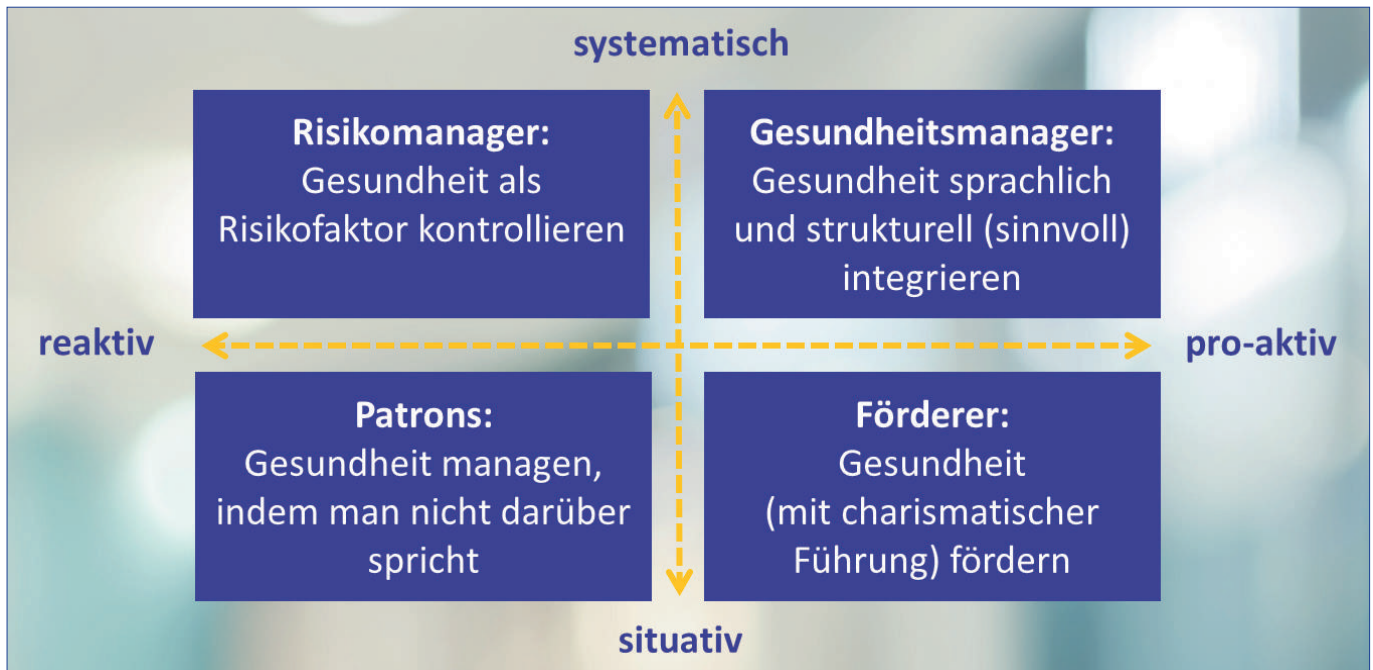 systematisch
Risikomanager:
Gesundheit als
Risikofaktor kontrollieren
Gesundheitsmanager:
Gesundheit sprachlich
und strukturell (sinnvoll)
integrieren
reaktiv
pro-aktiv
Patrons:
Gesundheit managen,
indem man nicht darüber
spricht
Förderer:
Gesundheit
(mit charismatischer
Führung) fördern
situativ